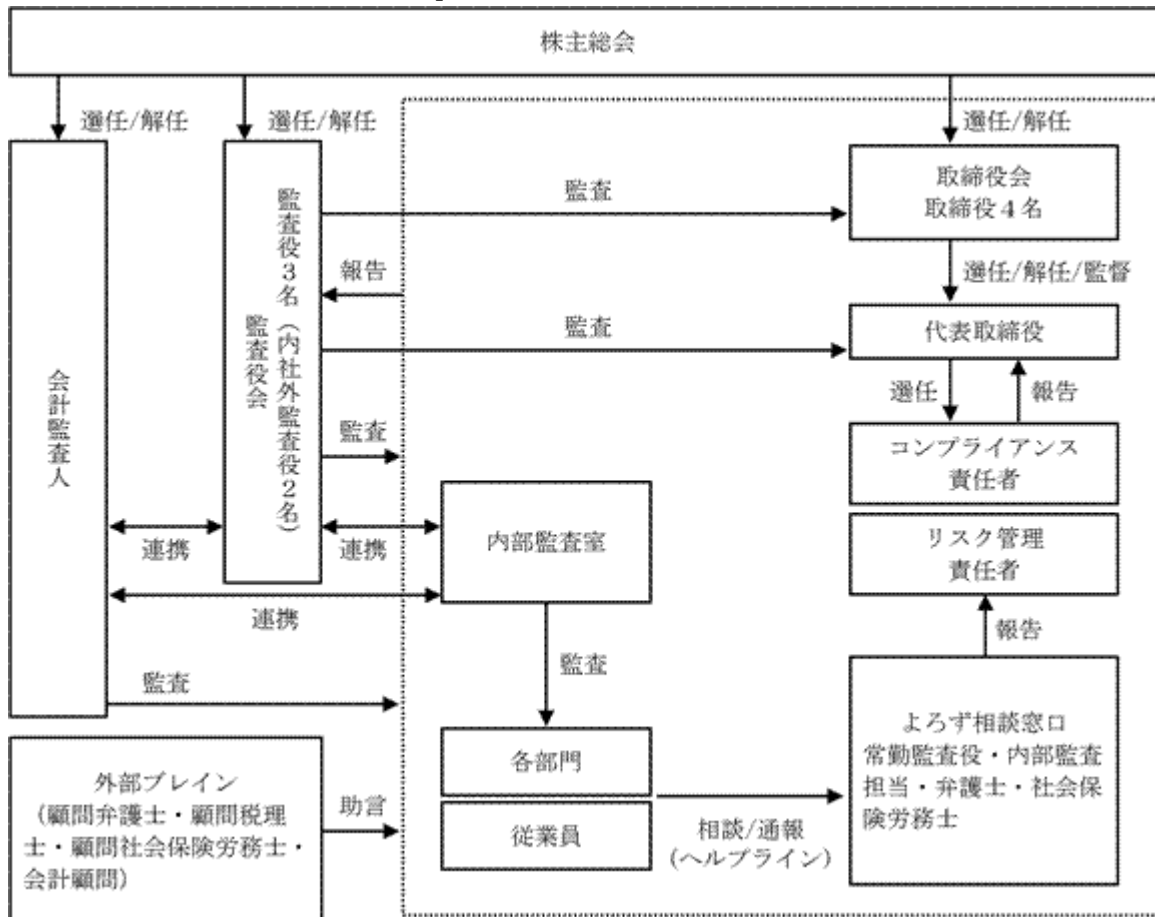 株主総会
選任/解任
選任/解任
選任/解任
会計監査人
監査役3名（内社外監査役2名）
監査役会
監査
報告
監査
監査
取締役会
取締役4名
選任/解任/監督
代表取締役
選任
報告
コンプライアンス
責任者
リスク管理
責任者
報告
連携
連携
連携
内部監査室
監査
監査
各部門
従業員
相談/通報
(ヘルプライン)
よろず相談窓口
常勤監査役・内部監査
担当・弁護士・社会保
険労務士
外部ブレイン
（顧問弁護士・顧問税理
士・顧問社会保険労務士・
会計顧問）
助言